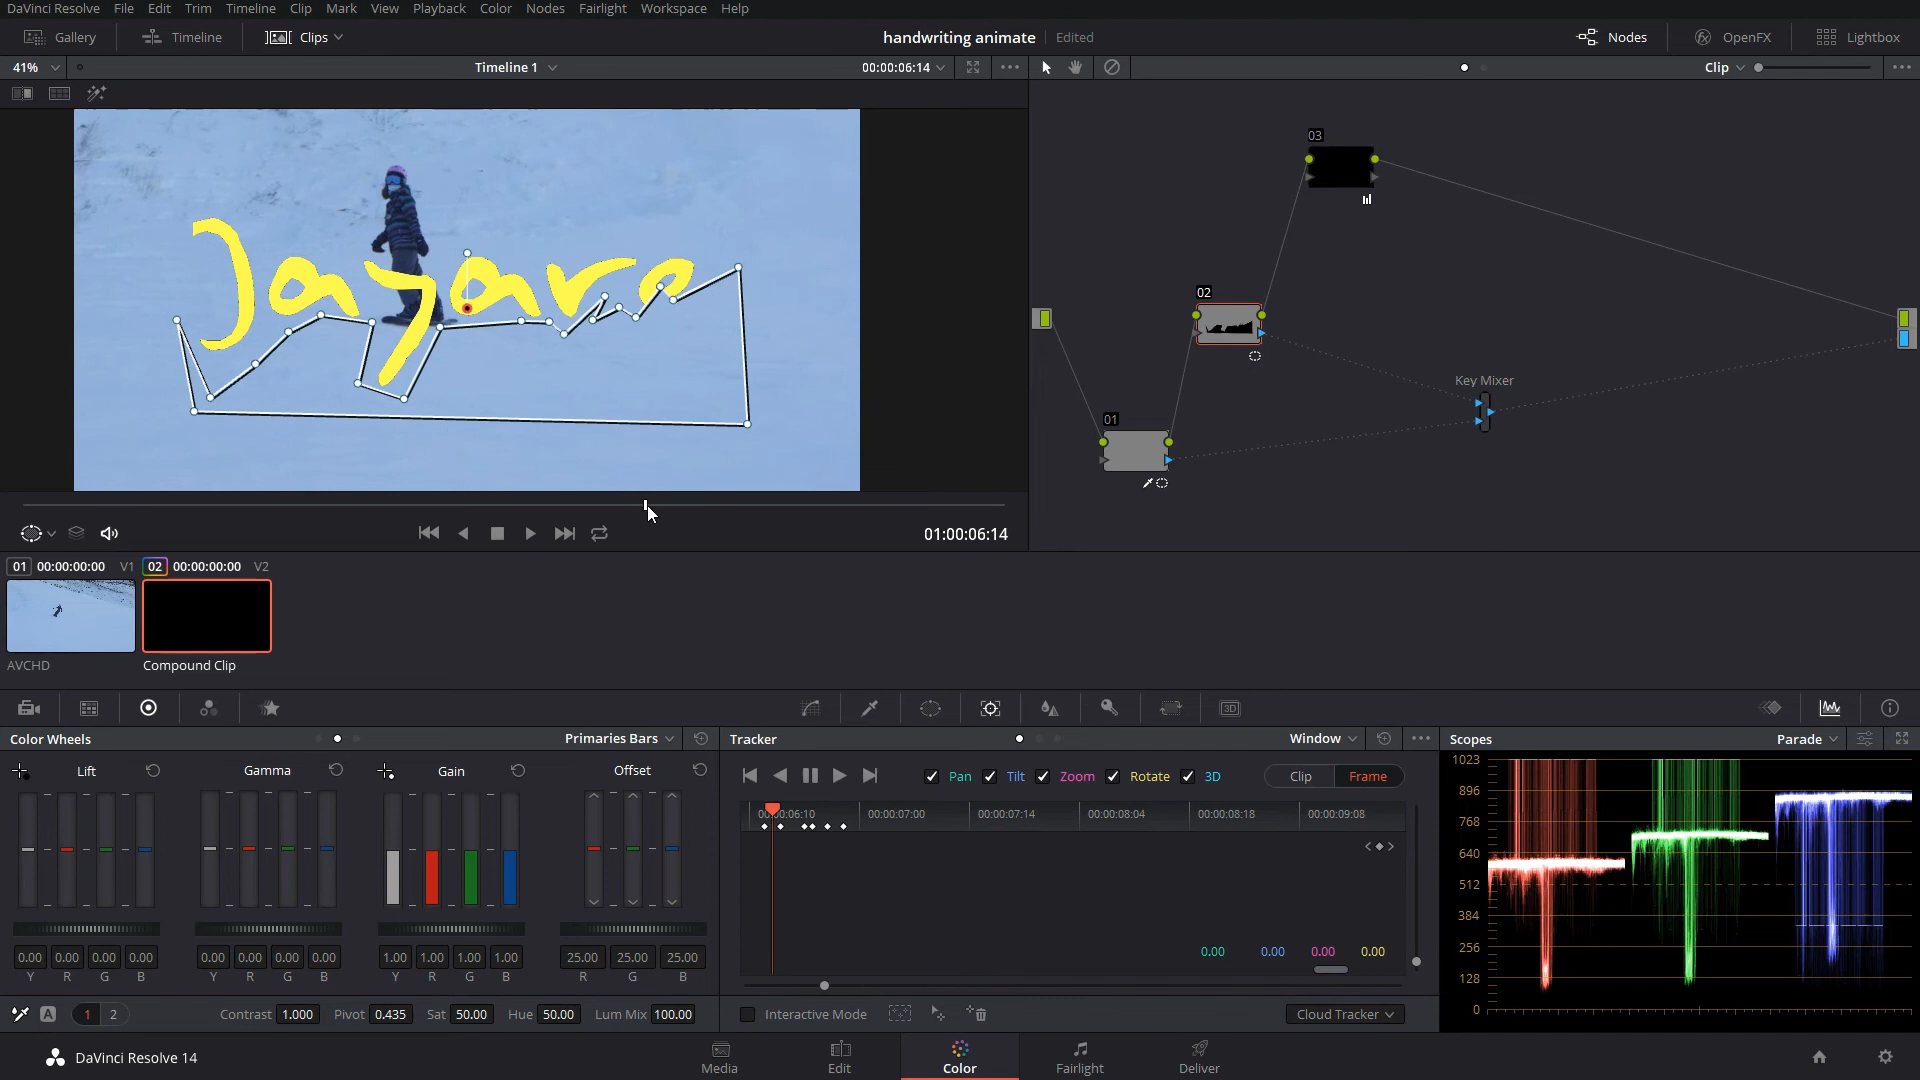 DaVinci Resolve File Edit Trim Timeline Clip Mark View Playback Color Nodes Fairlight Workspace Help
Gallery Timeline Clips handwriting animate Edited Nodes OpenFX Lightbox
41% Timeline 1 00:00:06:14 Clip
03
Jayaro
02
Key Mixer
01
01:00:06:14
01 00:00:00:00 V1 02 00:00:00:00 V2
AVCHD Compound Clip
3D
Color Wheels Primaries Bars Tracker Window Scopes Parade
Lift Gamma Gain Offset Pan Tilt Zoom Rotate 3D Clip Frame
1023
896
768
640
512
384
256
128
0
00:00:06:10 00:00:07:00 00:00:07:14 00:00:08:04 00:00:08:18 00:00:09:08
0.00 0.00 0.00 0.00
0.00 0.00 0.00 0.00 0.00 0.00 0.00 0.00 1.00 1.00 1.00 1.00 25.00 25.00 25.00
Y R G B Y R G B Y R G B R G B
A 1 2 Contrast 1.000 Pivot 0.435 Sat 50.00 Hue 50.00 Lum Mix 100.00 Interactive Mode Cloud Tracker
DaVinci Resolve 14 Media Edit Color Fairlight Deliver